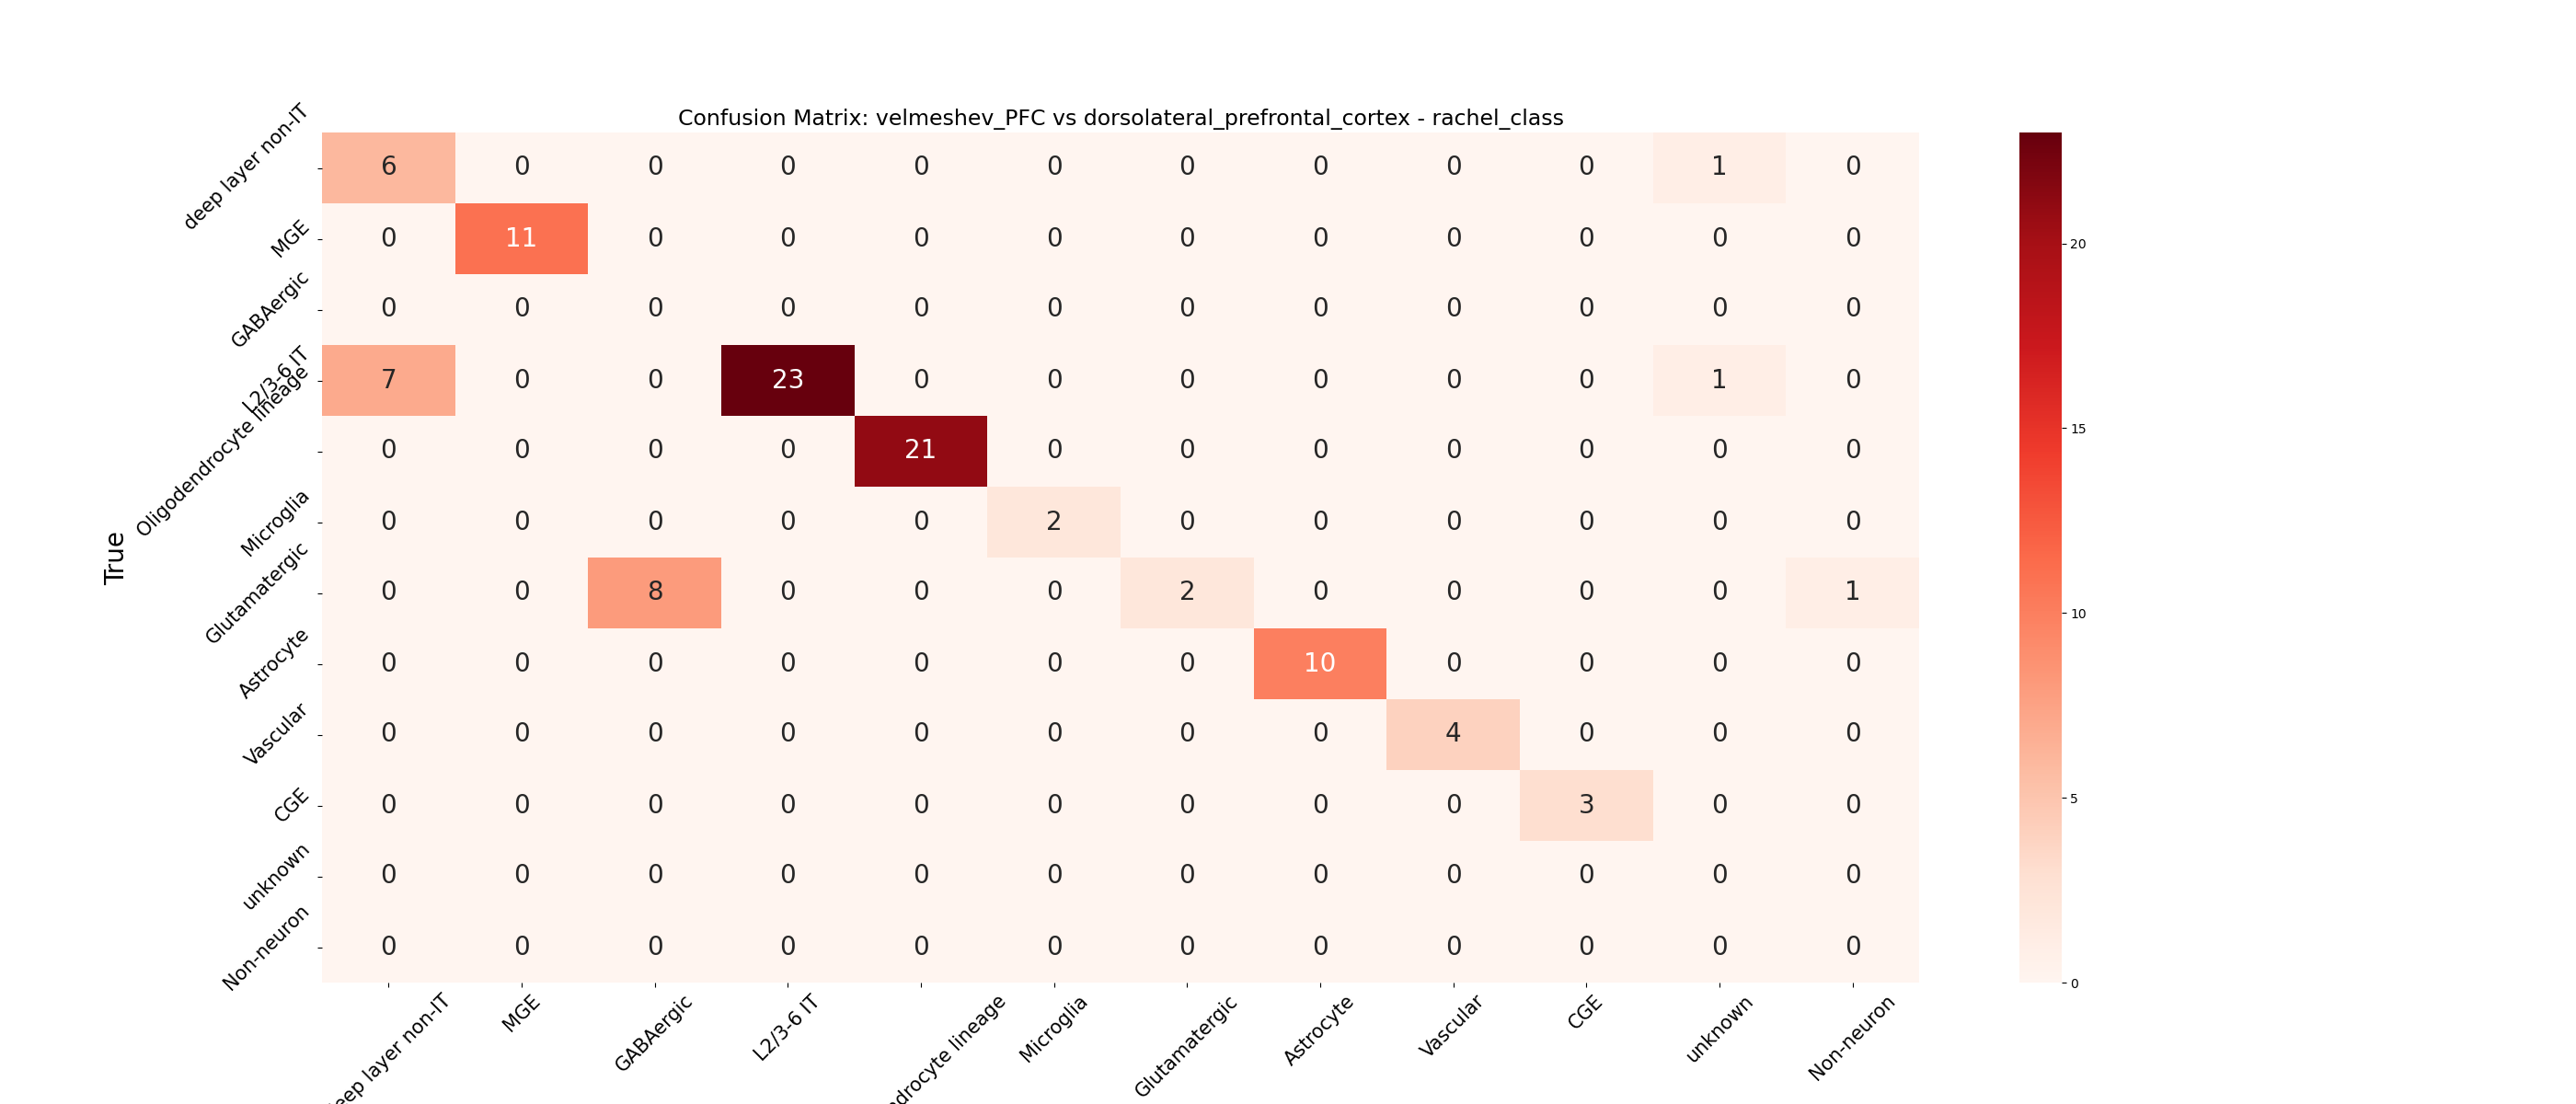 Confusion Matrix: velmeshev_PFC vs dorsolateral_prefrontal_cortex - rachel_class
True
deep layer non-IT 6 0 0 0 0 0 0 0 0 0 1 0
MGE 0 11 0 0 0 0 0 0 0 0 0 0
GABAergic 0 0 0 0 0 0 0 0 0 0 0 0
L2/3-6 IT 7 0 0 23 0 0 0 0 0 0 1 0
Oligodendrocyte lineage 0 0 0 0 21 0 0 0 0 0 0 0
Microglia 0 0 0 0 0 2 0 0 0 0 0 0
Glutamatergic 0 0 8 0 0 0 2 0 0 0 0 1
Astrocyte 0 0 0 0 0 0 0 10 0 0 0 0
Vascular 0 0 0 0 0 0 0 0 4 0 0 0
CGE 0 0 0 0 0 0 0 0 0 3 0 0
unknown 0 0 0 0 0 0 0 0 0 0 0 0
Non-neuron 0 0 0 0 0 0 0 0 0 0 0 0
eep layer non-IT
MGE
GABAergic
L2/3-6 IT
drocyte lineage
Microglia
Glutamatergic
Astrocyte
Vascular
CGE
unknown
Non-neuron
20
15
10
5
0